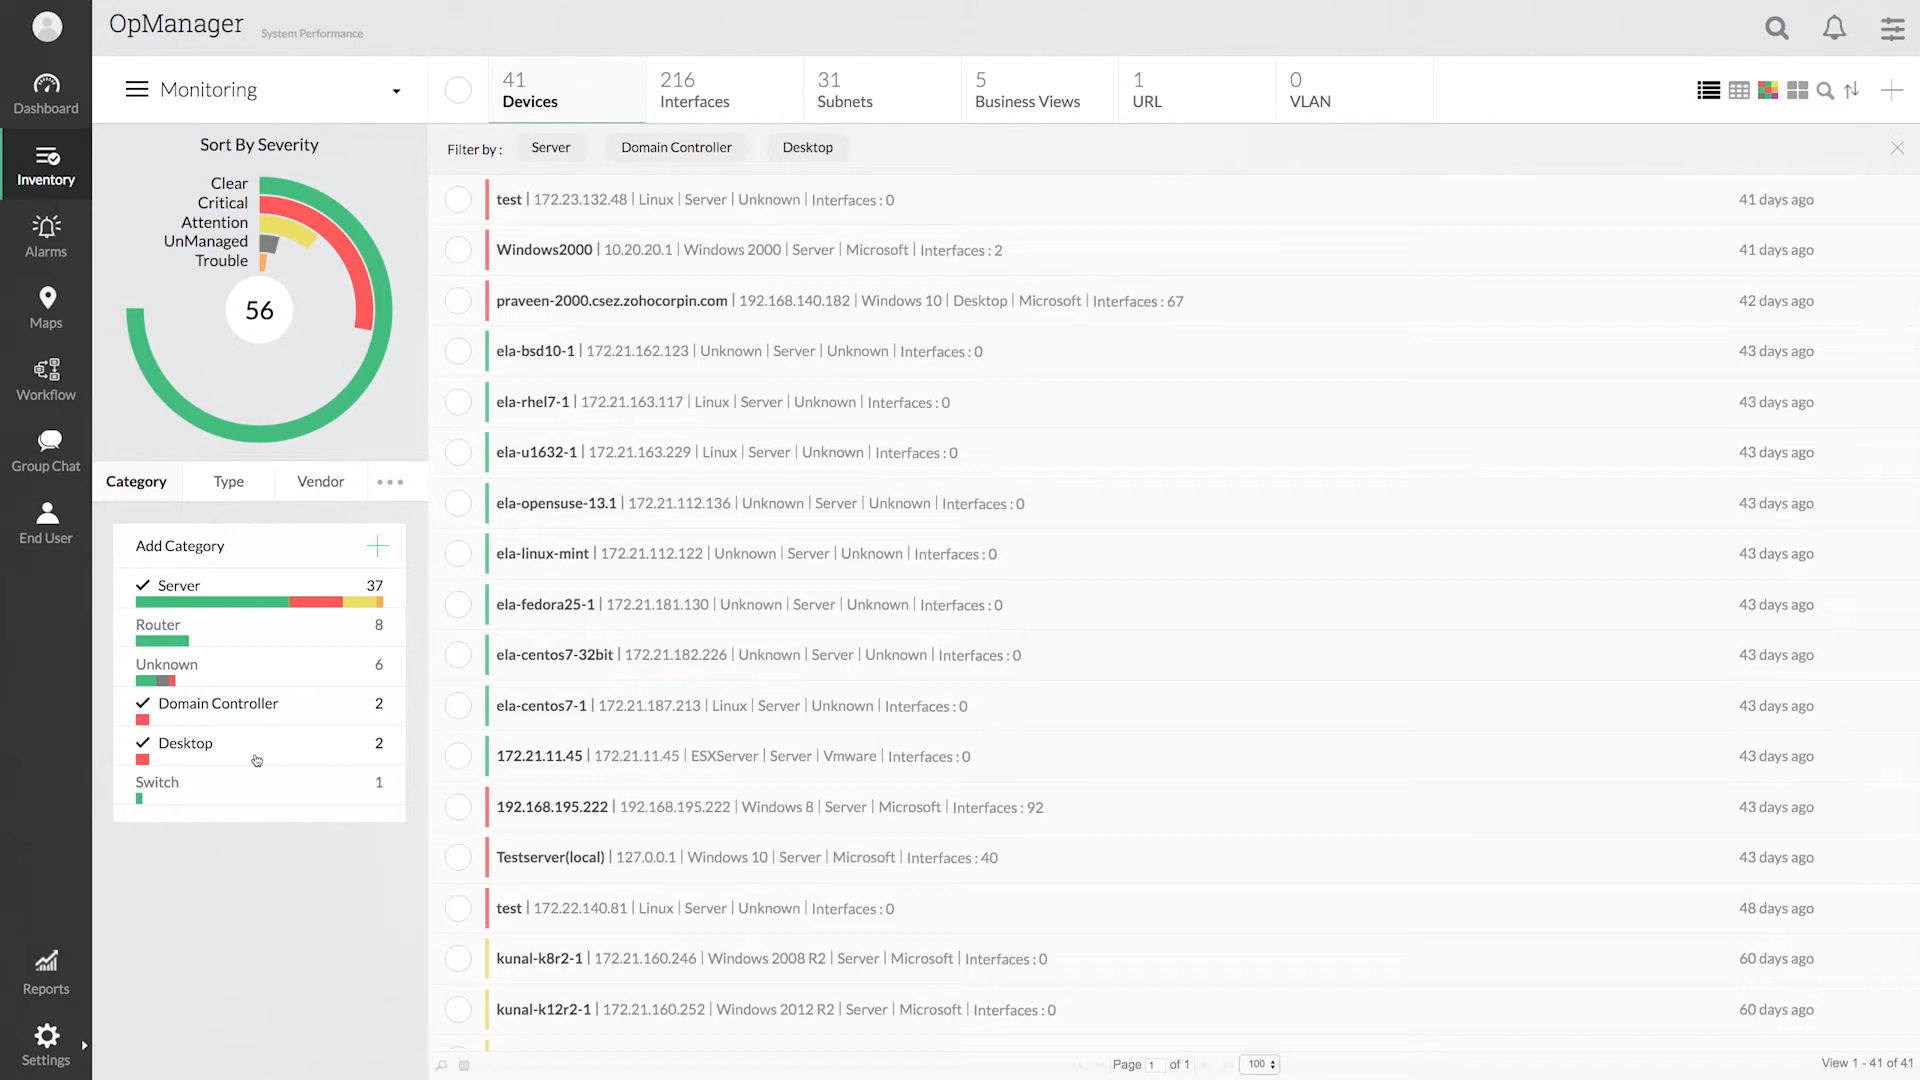 OpManager System Performance
Dashboard
Inventory
Alarms
Maps
Workflow
Group Chat
End User
Reports
Settings
Monitoring
41 Devices
216 Interfaces
31 Subnets
5 Business Views
1 URL
0 VLAN
Sort By Severity
Clear
Critical
Attention
UnManaged
Trouble
56
Category Type Vendor
Add Category
Server 37
Router 8
Unknown 6
Domain Controller 2
Desktop 2
Switch 1
Filter by : Server Domain Controller Desktop
test | 172.23.132.48 | Linux | Server | Unknown | Interfaces : 0 41 days ago
Windows2000 | 10.20.20.1 | Windows 2000 | Server | Microsoft | Interfaces : 2 41 days ago
praveen-2000.csez.zohocorpin.com | 192.168.140.182 | Windows 10 | Desktop | Microsoft | Interfaces : 67 42 days ago
ela-bsd10-1 | 172.21.162.123 | Unknown | Server | Unknown | Interfaces : 0 43 days ago
ela-rhel7-1 | 172.21.163.117 | Linux | Server | Unknown | Interfaces : 0 43 days ago
ela-u1632-1 | 172.21.163.229 | Linux | Server | Unknown | Interfaces : 0 43 days ago
ela-opensuse-13.1 | 172.21.112.136 | Unknown | Server | Unknown | Interfaces : 0 43 days ago
ela-linux-mint | 172.21.112.122 | Unknown | Server | Unknown | Interfaces : 0 43 days ago
ela-fedora25-1 | 172.21.181.130 | Unknown | Server | Unknown | Interfaces : 0 43 days ago
ela-centos7-32bit | 172.21.182.226 | Unknown | Server | Unknown | Interfaces : 0 43 days ago
ela-centos7-1 | 172.21.187.213 | Linux | Server | Unknown | Interfaces : 0 43 days ago
172.21.11.45 | 172.21.11.45 | ESXServer | Server | Vmware | Interfaces : 0 43 days ago
192.168.195.222 | 192.168.195.222 | Windows 8 | Server | Microsoft | Interfaces : 92 43 days ago
Testserver(local) | 127.0.0.1 | Windows 10 | Server | Microsoft | Interfaces : 40 43 days ago
test | 172.22.140.81 | Linux | Server | Unknown | Interfaces : 0 48 days ago
kunal-k8r2-1 | 172.21.160.246 | Windows 2008 R2 | Server | Microsoft | Interfaces : 0 60 days ago
kunal-k12r2-1 | 172.21.160.252 | Windows 2012 R2 | Server | Microsoft | Interfaces : 0 60 days ago
Page 1 of 1 100 View 1 - 41 of 41